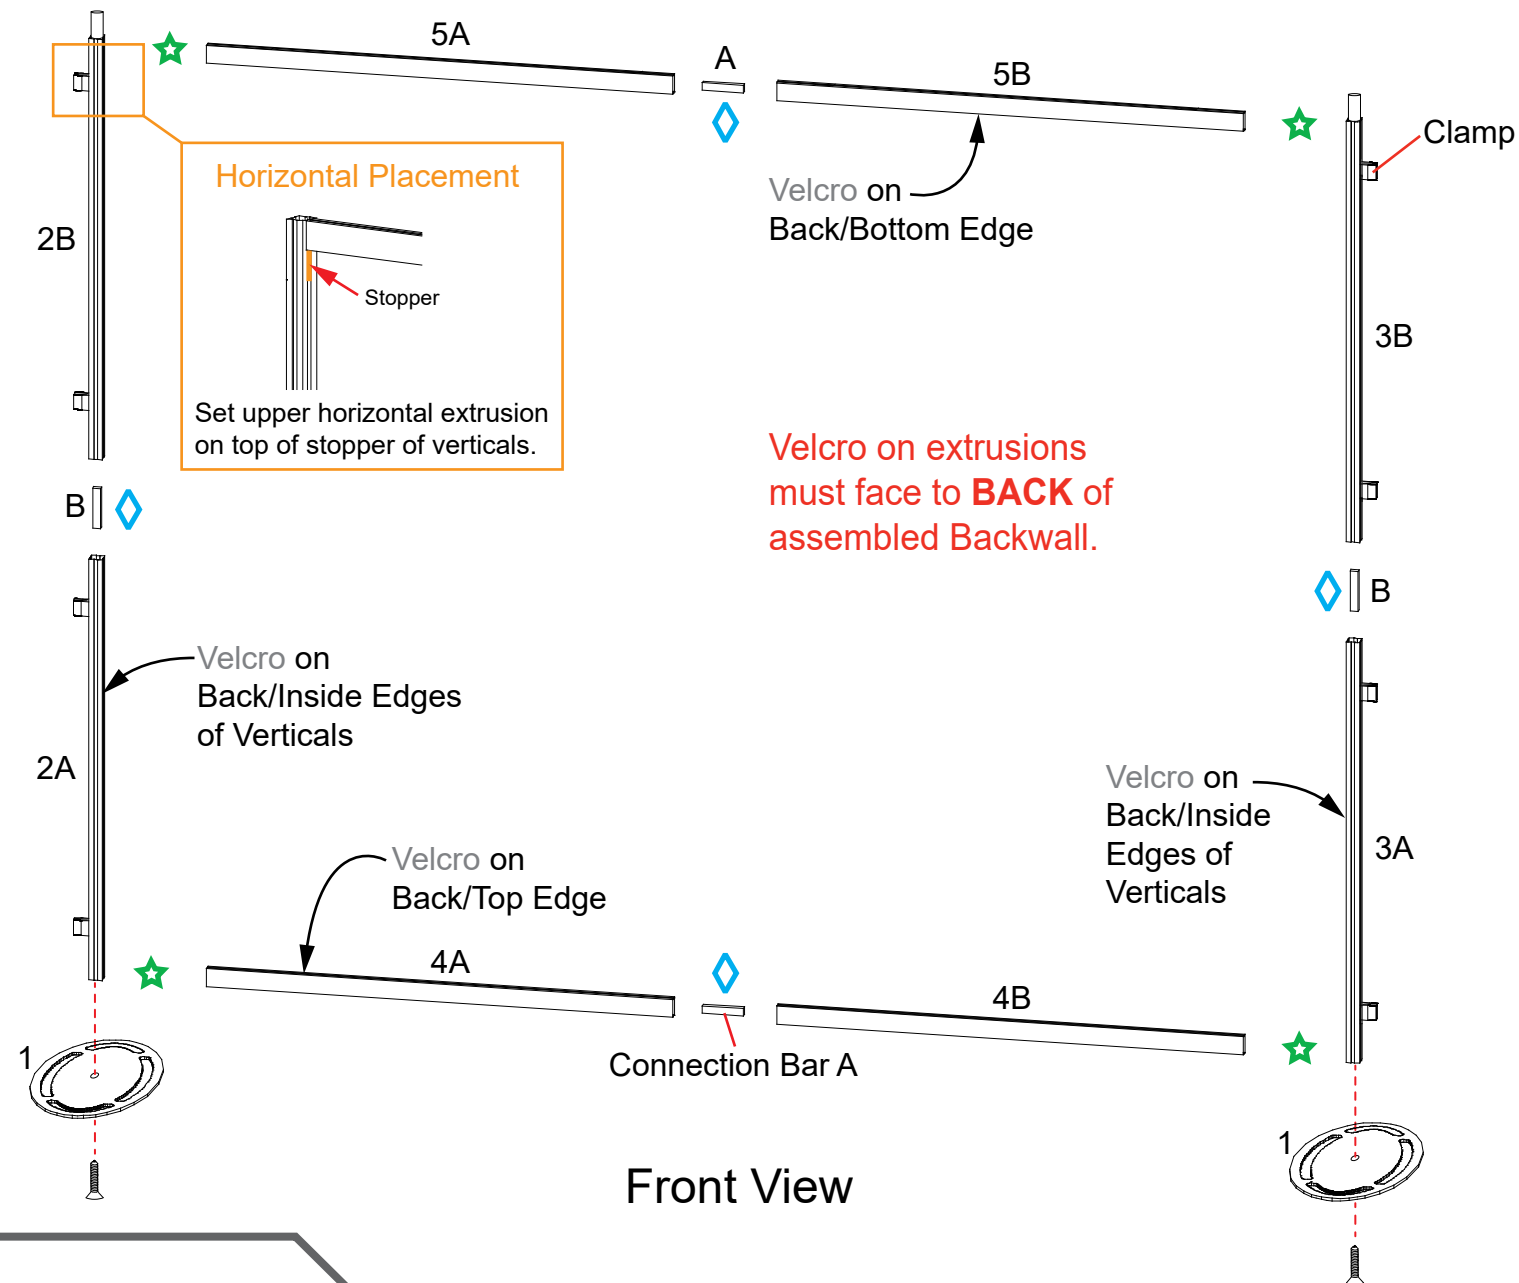 5A
A
5B
Clamp
Horizontal Placement
Stopper
Set upper horizontal extrusion
on top of stopper of verticals.
2B
Velcro on
Back/Bottom Edge
3B
Velcro on extrusions
must face to BACK of
assembled Backwall.
B
B
Velcro on
Back/Inside Edges
of Verticals
2A
Velcro on
Back/Inside
Edges of
Verticals
3A
Velcro on
Back/Top Edge
4A
4B
Connection Bar A
1
1
Front View